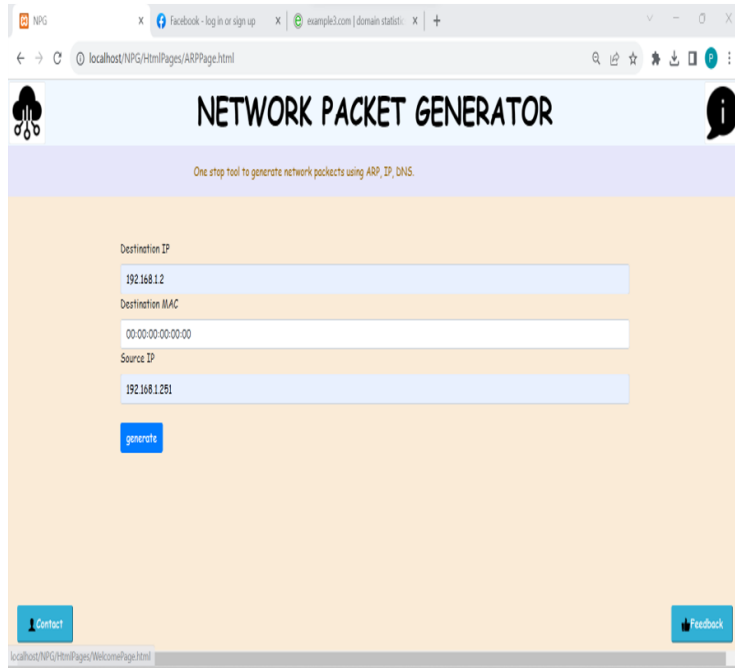 NPG
Facebook - log in or sign up
example3.com | domain statistic
localhost/NPG/HtmlPages/ARPPage.html
P
NETWORK PACKET GENERATOR
i
One stop tool to generate network packects using ARP, IP, DNS.
Destination IP
192.168.1.2
Destination MAC
00:00:00:00:00:00
Source IP
192.168.1.251
generate
Contact
Feedback
localhost/NPG/HtmlPages/WelcomePage.html